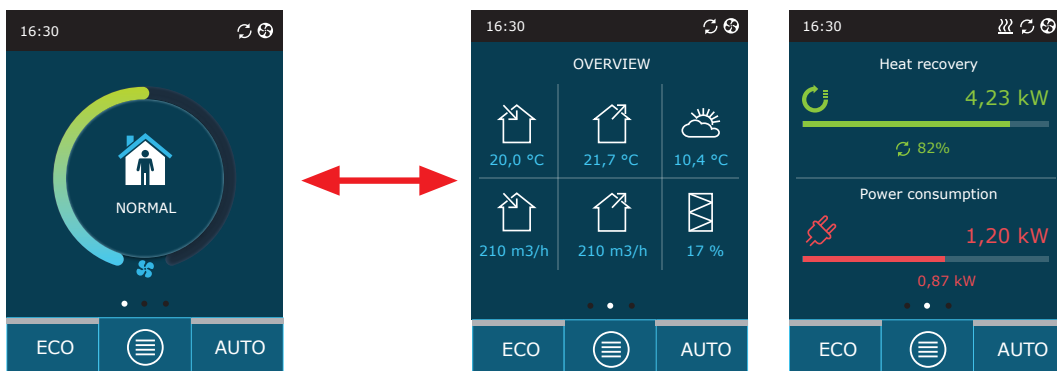 16:30
NORMAL
ECO
AUTO
16:30
OVERVIEW
20,0 °C
21,7 °C
10,4 °C
210 m3/h
210 m3/h
17 %
ECO
AUTO
16:30
Heat recovery
4,23 kW
82%
Power consumption
1,20 kW
0,87 kW
ECO
AUTO